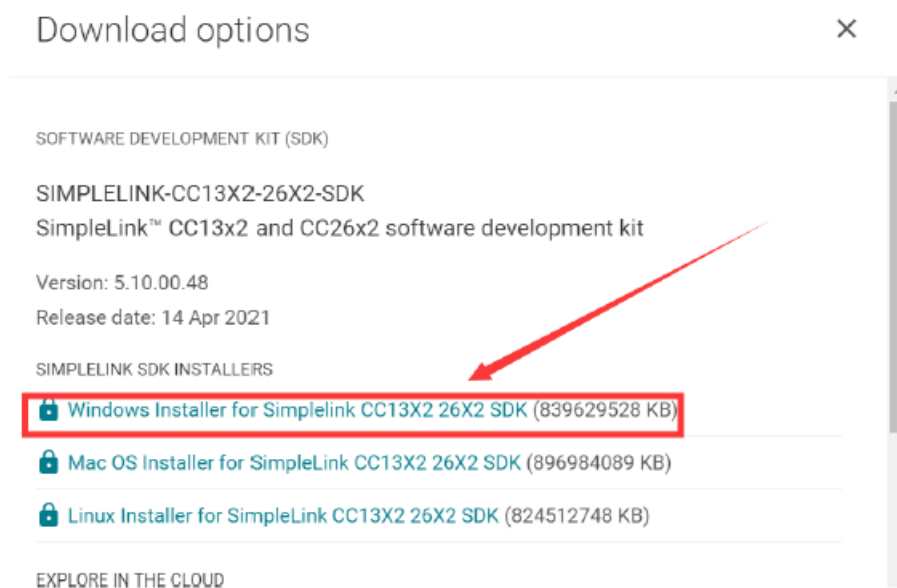 Download options
SOFTWARE DEVELOPMENT KIT (SDK)
SIMPLELINK-CC13X2-26X2-SDK
SimpleLink™ CC13x2 and CC26x2 software development kit
Version: 5.10.00.48
Release date: 14 Apr 2021
SIMPLELINK SDK INSTALLERS
Windows Installer for Simplelink CC13X2 26X2 SDK (839629528 KB)
Mac OS Installer for SimpleLink CC13X2 26X2 SDK (896984089 KB)
Linux Installer for SimpleLink CC13X2 26X2 SDK (824512748 KB)
EXPLORE IN THE CLOUD